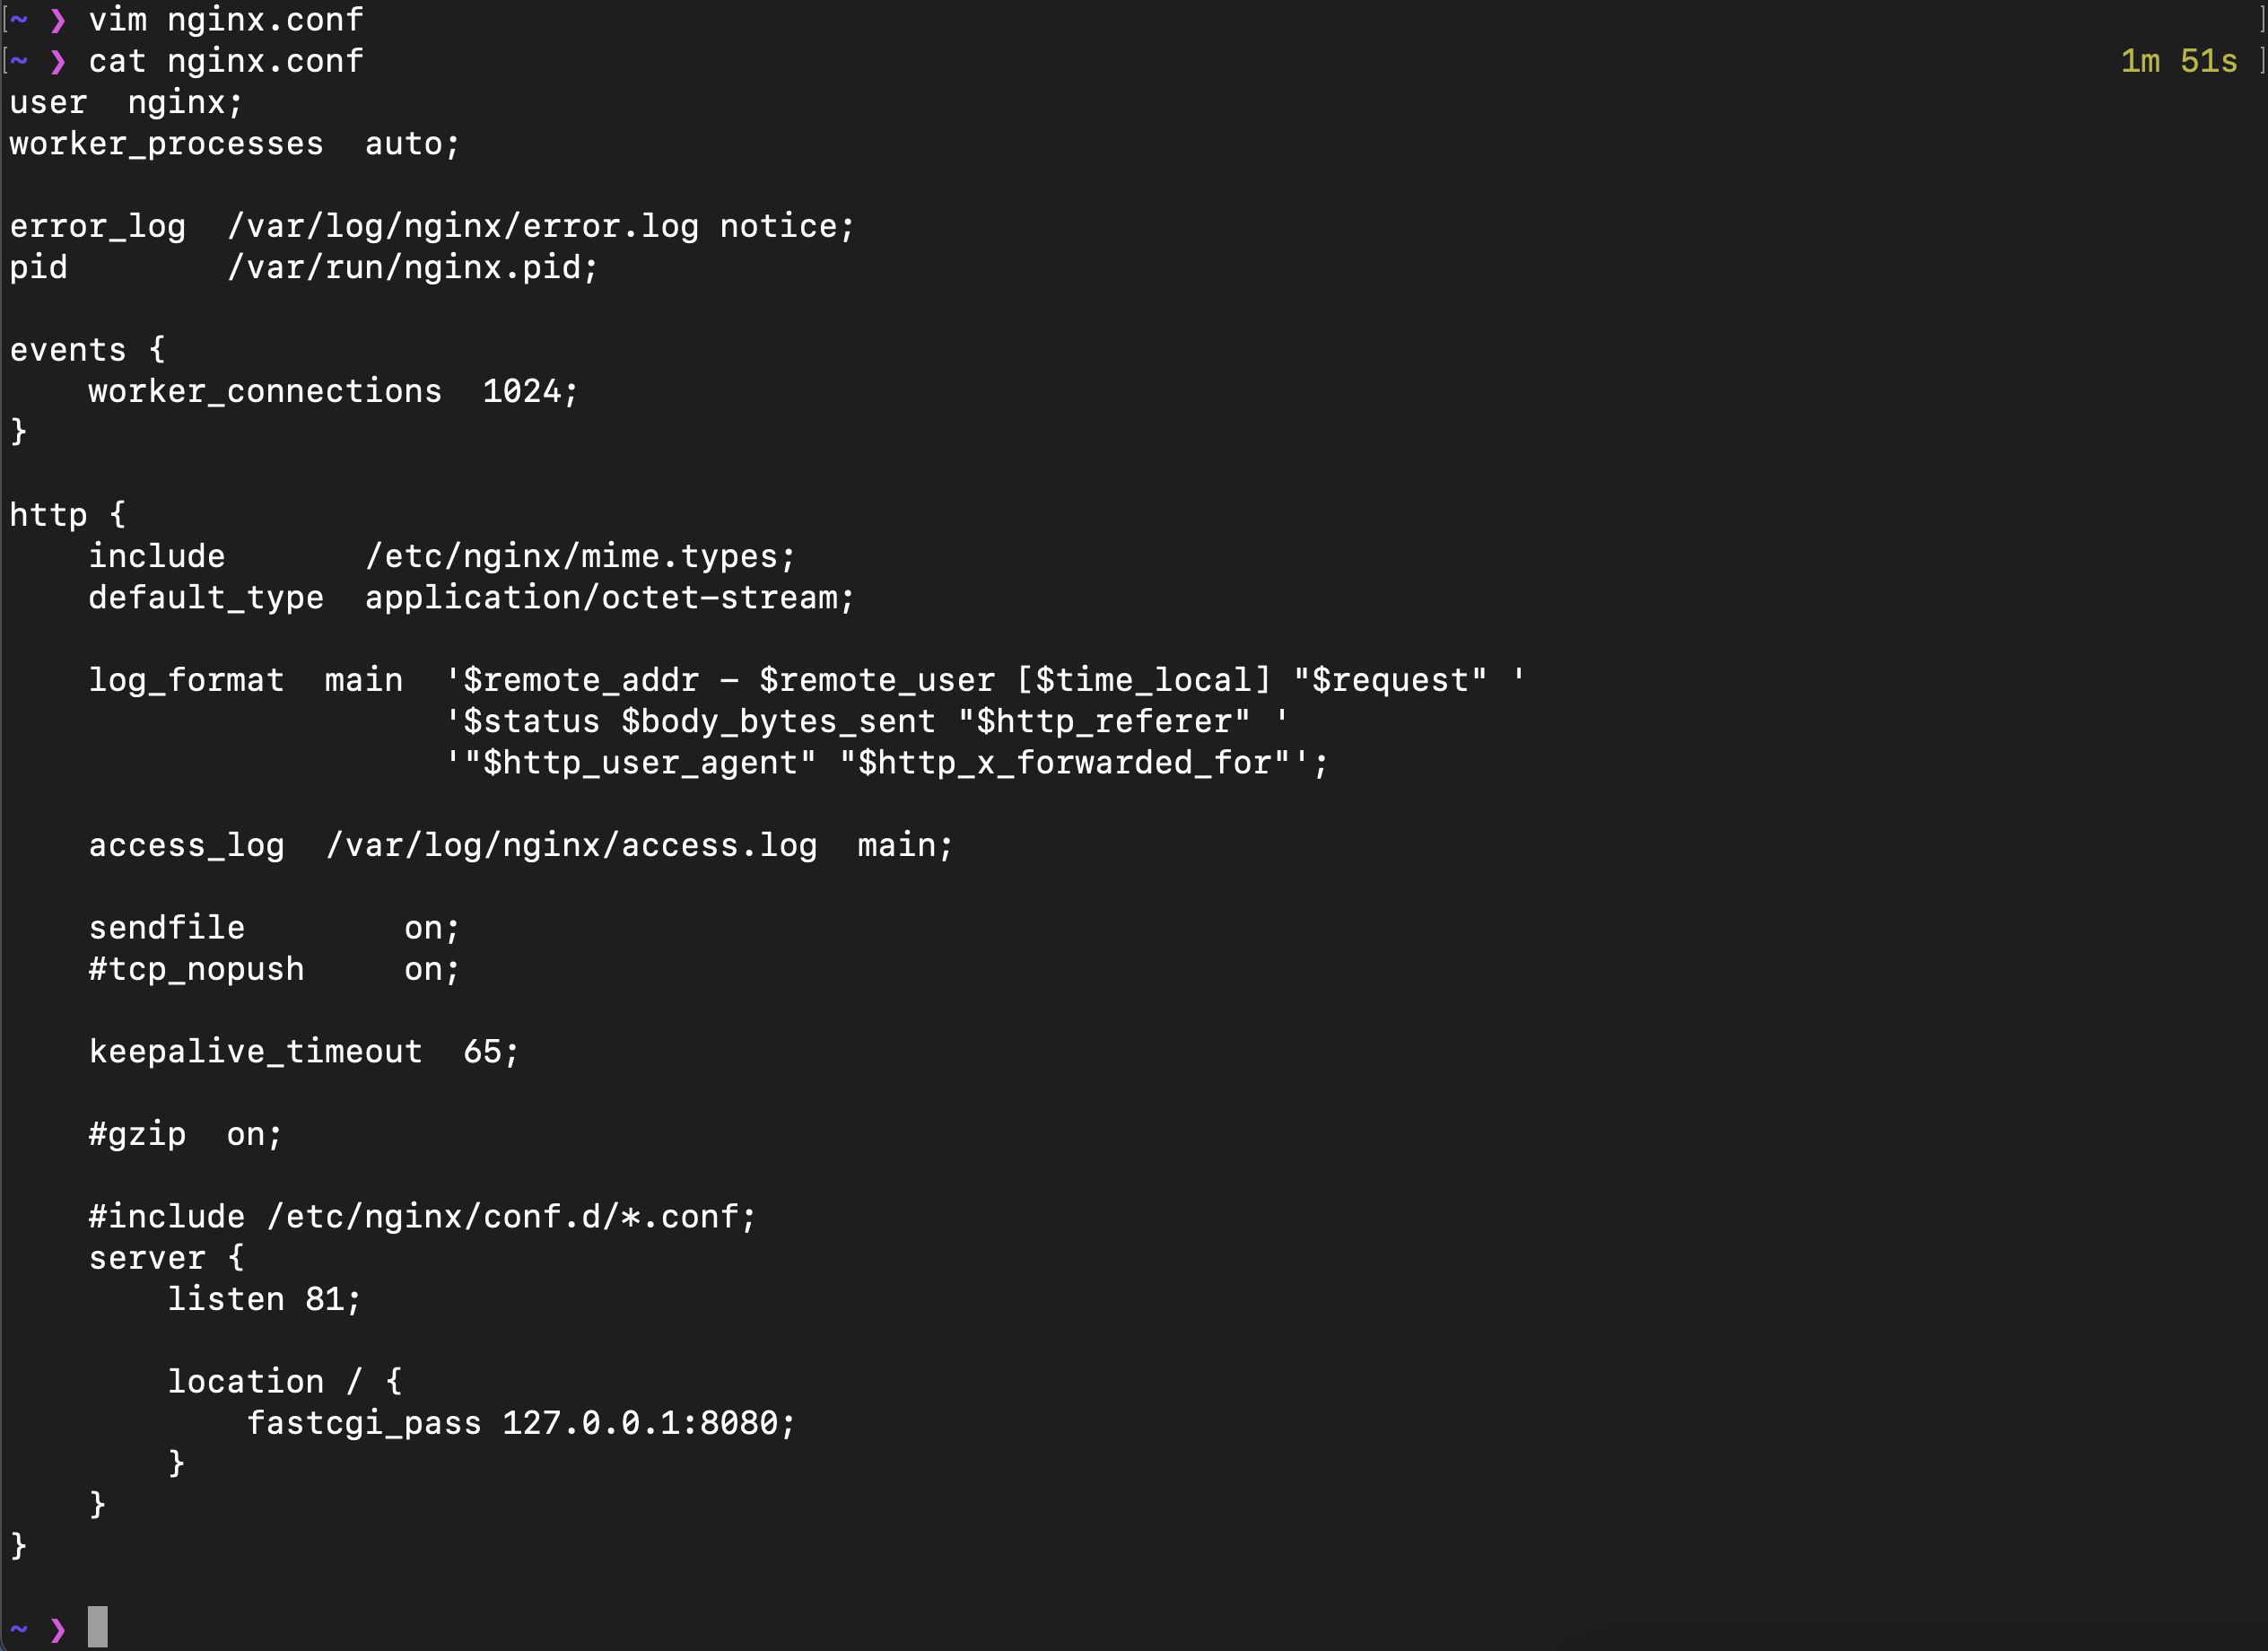 [~ ❯ vim nginx.conf ]
[~ ❯ cat nginx.conf 1m 51s ]
user  nginx;
worker_processes  auto;

error_log  /var/log/nginx/error.log notice;
pid        /var/run/nginx.pid;

events {
    worker_connections  1024;
}

http {
    include       /etc/nginx/mime.types;
    default_type  application/octet-stream;

    log_format  main  '$remote_addr - $remote_user [$time_local] "$request" '
                      '$status $body_bytes_sent "$http_referer" '
                      '"$http_user_agent" "$http_x_forwarded_for"';

    access_log  /var/log/nginx/access.log  main;

    sendfile        on;
    #tcp_nopush     on;

    keepalive_timeout  65;

    #gzip  on;

    #include /etc/nginx/conf.d/*.conf;
    server {
        listen 81;

        location / {
            fastcgi_pass 127.0.0.1:8080;
        }
    }
}

~ ❯